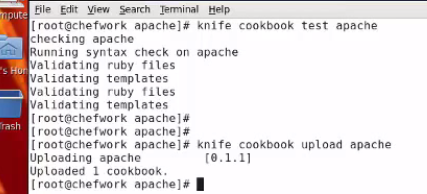 File Edit View Search Terminal Help
[root@chefwork apache]# knife cookbook test apache
checking apache
Running syntax check on apache
Validating ruby files
Validating templates
Validating ruby files
Validating templates
[root@chefwork apache]#
[root@chefwork apache]#
[root@chefwork apache]# knife cookbook upload apache
Uploading apache [0.1.1]
Uploaded 1 cookbook.
[root@chefwork apache]#
mpute
's Hon
Trash